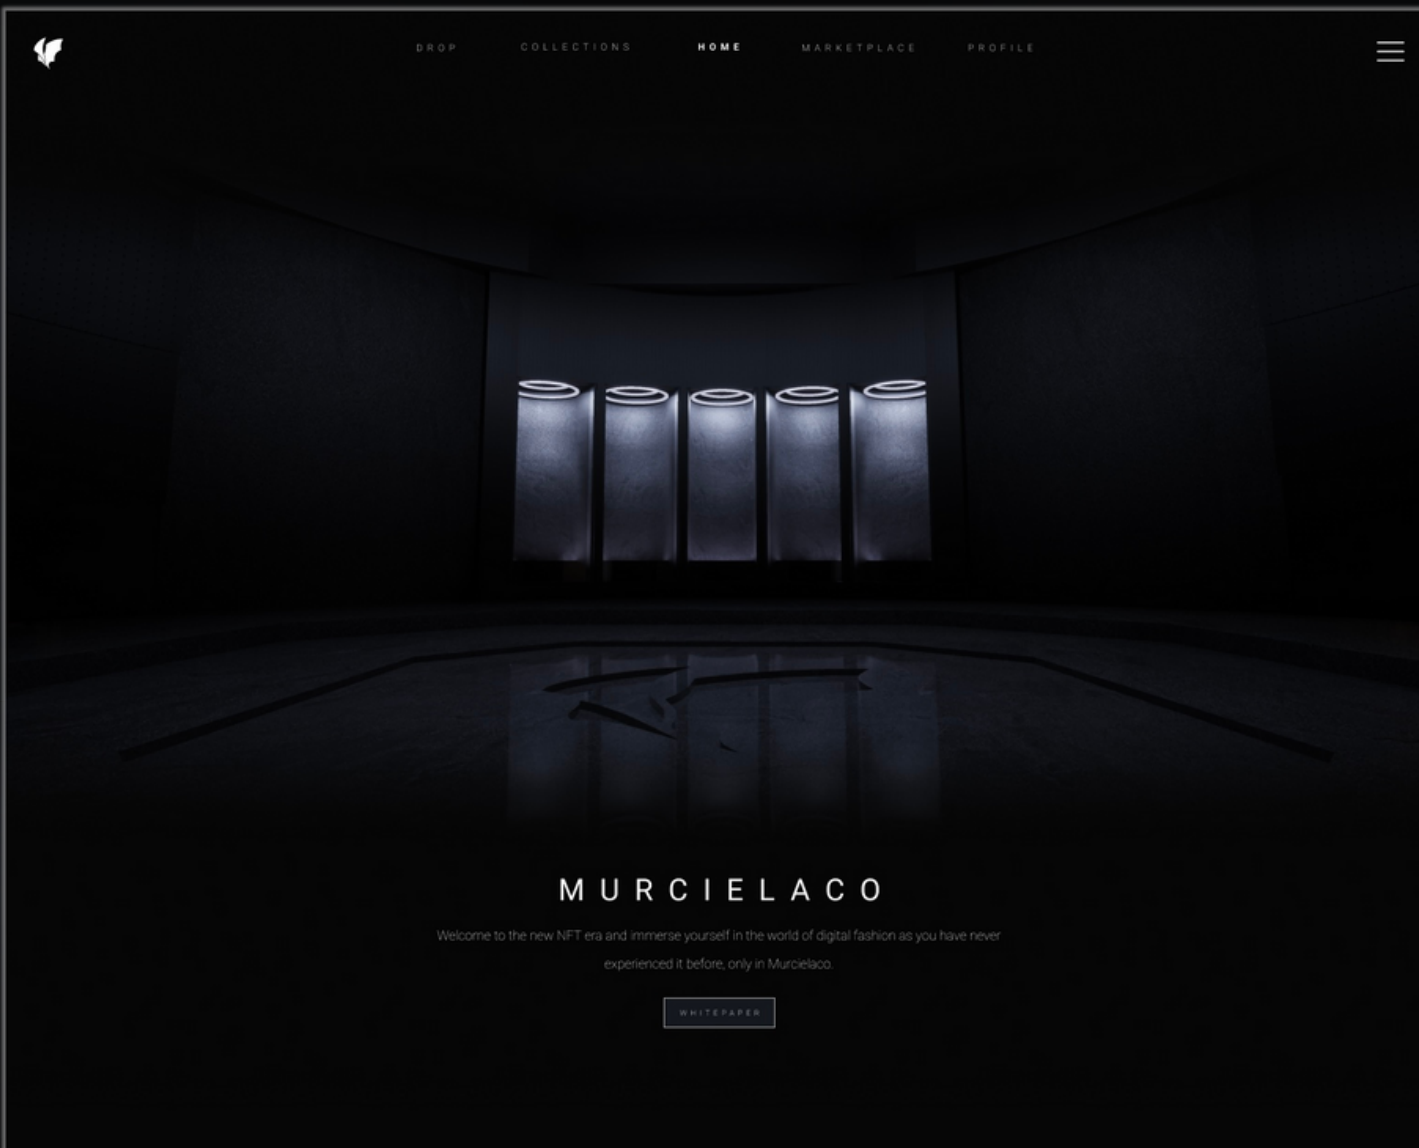 DROP COLLECTIONS HOME MARKETPLACE PROFILE
MURCIELACO
Welcome to the new NFT era and immerse yourself in the world of digital fashion as you have never
experienced it before, only in Murcielaco.
WHITEPAPER